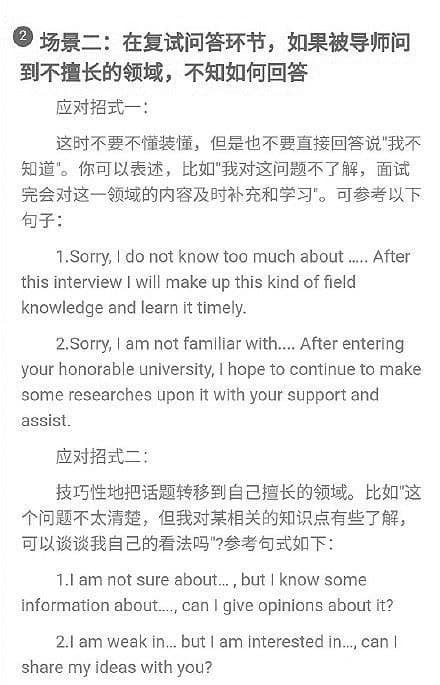 2 场景二：在复试问答环节，如果被导师问
到不擅长的领域，不知如何回答
应对招式一：
这时不要不懂装懂，但是也不要直接回答说"我不
知道"。你可以表述，比如"我对这问题不了解，面试
完会对这一领域的内容及时补充和学习"。可参考以下
句子：
1.Sorry, I do not know too much about ..... After
this interview I will make up this kind of field
knowledge and learn it timely.
2.Sorry, I am not familiar with.... After entering
your honorable university, I hope to continue to make
some researches upon it with your support and
assist.
应对招式二：
技巧性地把话题转移到自己擅长的领域。比如"这
个问题不太清楚，但我对某相关的知识点有些了解，
可以谈谈我自己的看法吗"?参考句式如下：
1.I am not sure about... , but I know some
information about...., can I give opinions about it?
2.I am weak in... but I am interested in..., can I
share my ideas with you?